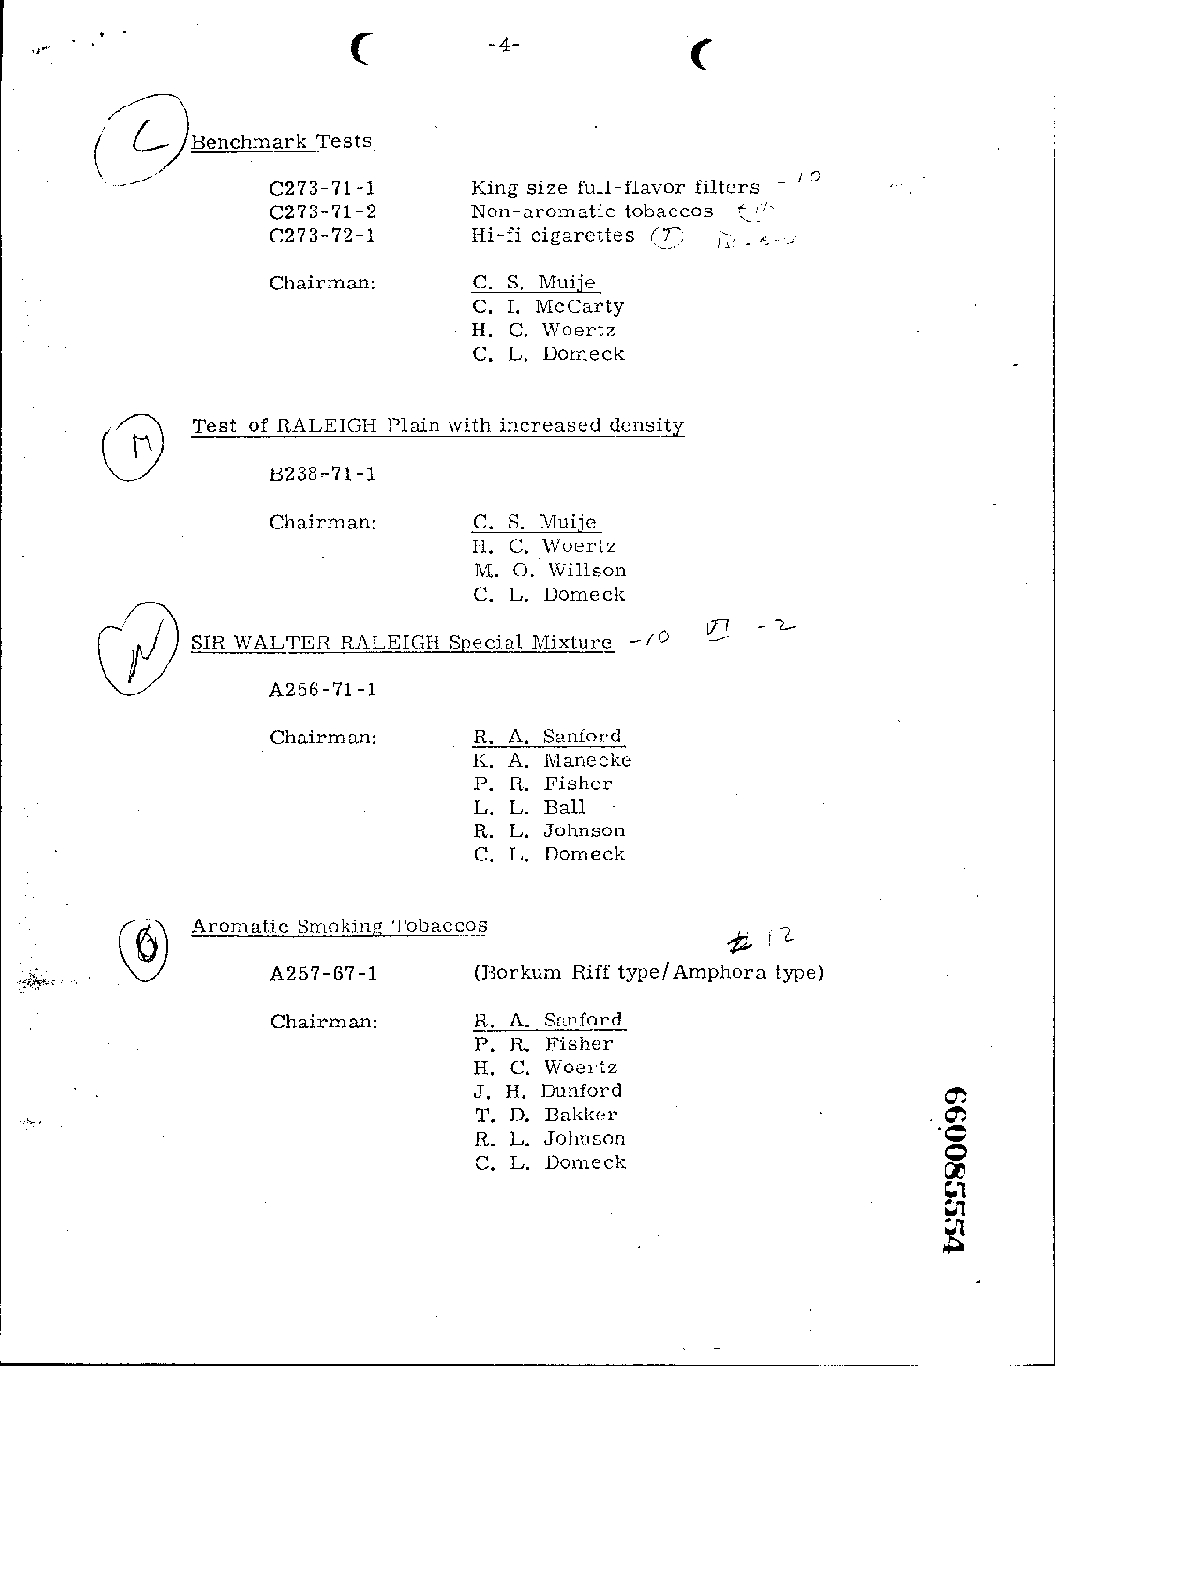 -4-
L
Benchmark Tests
C273-71-1 King size full-flavor filters - 10
C273-71-2 Non-aromatic tobaccos
C273-72-1 Hi-fi cigarettes
Chairman: C. S. Muije
C. I. McCarty
H. C. Woertz
C. L. Domeck
M
Test of RALEIGH Plain with increased density
B238-71-1
Chairman: C. S. Muije
H. C. Woertz
M. O. Willson
C. L. Domeck
N
SIR WALTER RALEIGH Special Mixture -10 VI -2
A256-71-1
Chairman: R. A. Sanford
K. A. Manecke
P. R. Fisher
L. L. Ball
R. L. Johnson
C. L. Domeck
O
Aromatic Smoking Tobaccos
12
A257-67-1 (Borkum Riff type/Amphora type)
Chairman: R. A. Sanford
P. R. Fisher
H. C. Woertz
J. H. Dunford
T. D. Bakker
R. L. Johnson
C. L. Domeck
660085554